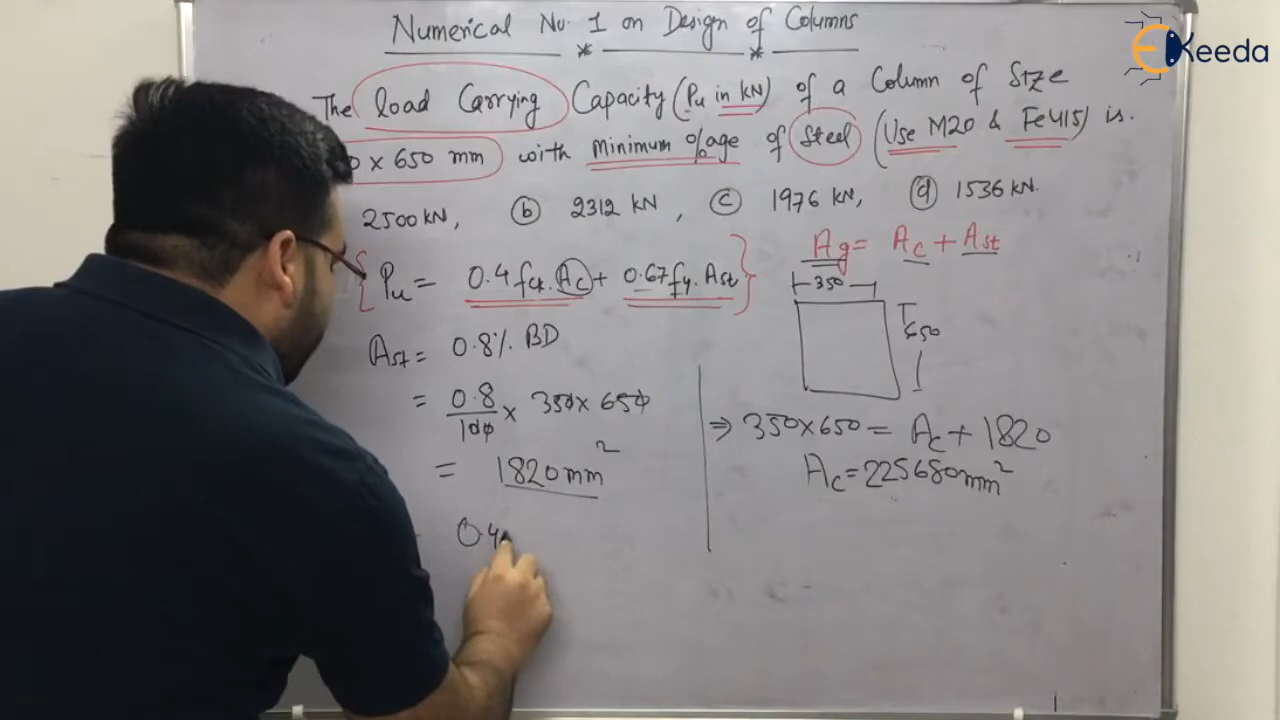 Numerical No. 1 on Design of Columns
Keeda
The load Carrying Capacity (Pu in kN) of a Column of Size
0 x 650 mm with minimum %age of Steel (Use M20 & Fe415) is.
2500 kN, (b) 2312 kN, (c) 1976 kN, (d) 1536 kN.
{Pu = 0.4 fck. Ac + 0.67 fy. Ast}
Ag = Ac + Ast
350
650
Ast = 0.8% BD
= 0.8/100 x 350 x 650
= 1820 mm²
0.4
⇒ 350 x 650 = Ac + 1820
Ac = 225680 mm²